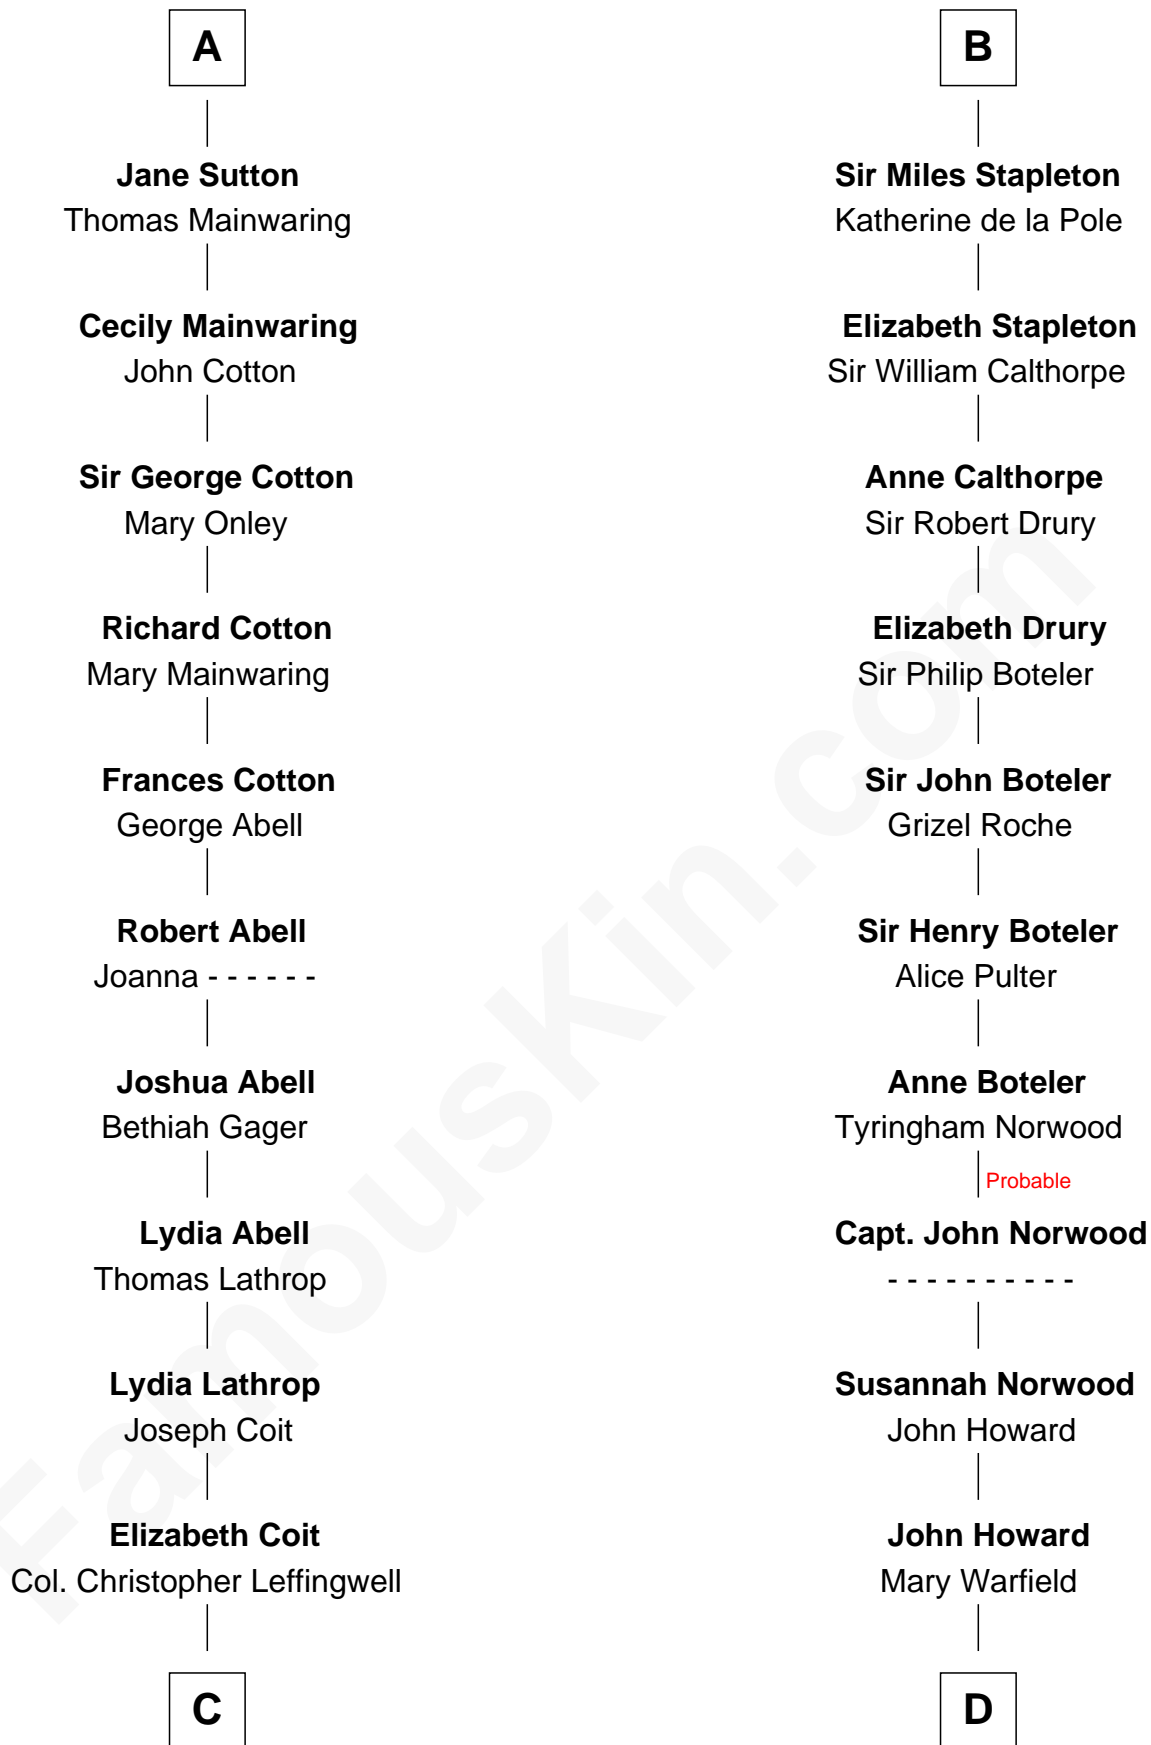 A
Jane Sutton
Thomas Mainwaring
Cecily Mainwaring
John Cotton
Sir George Cotton
Mary Onley
Richard Cotton
Mary Mainwaring
Frances Cotton
George Abell
Robert Abell
Joanna - - - - - -
Joshua Abell
Bethiah Gager
Lydia Abell
Thomas Lathrop
Lydia Lathrop
Joseph Coit
Elizabeth Coit
Col. Christopher Leffingwell
C
B
Sir Miles Stapleton
Katherine de la Pole
Elizabeth Stapleton
Sir William Calthorpe
Anne Calthorpe
Sir Robert Drury
Elizabeth Drury
Sir Philip Boteler
Sir John Boteler
Grizel Roche
Sir Henry Boteler
Alice Pulter
Anne Boteler
Tyringham Norwood
Probable
Capt. John Norwood
- - - - - - - - - -
Susannah Norwood
John Howard
John Howard
Mary Warfield
D
FamousKin.com